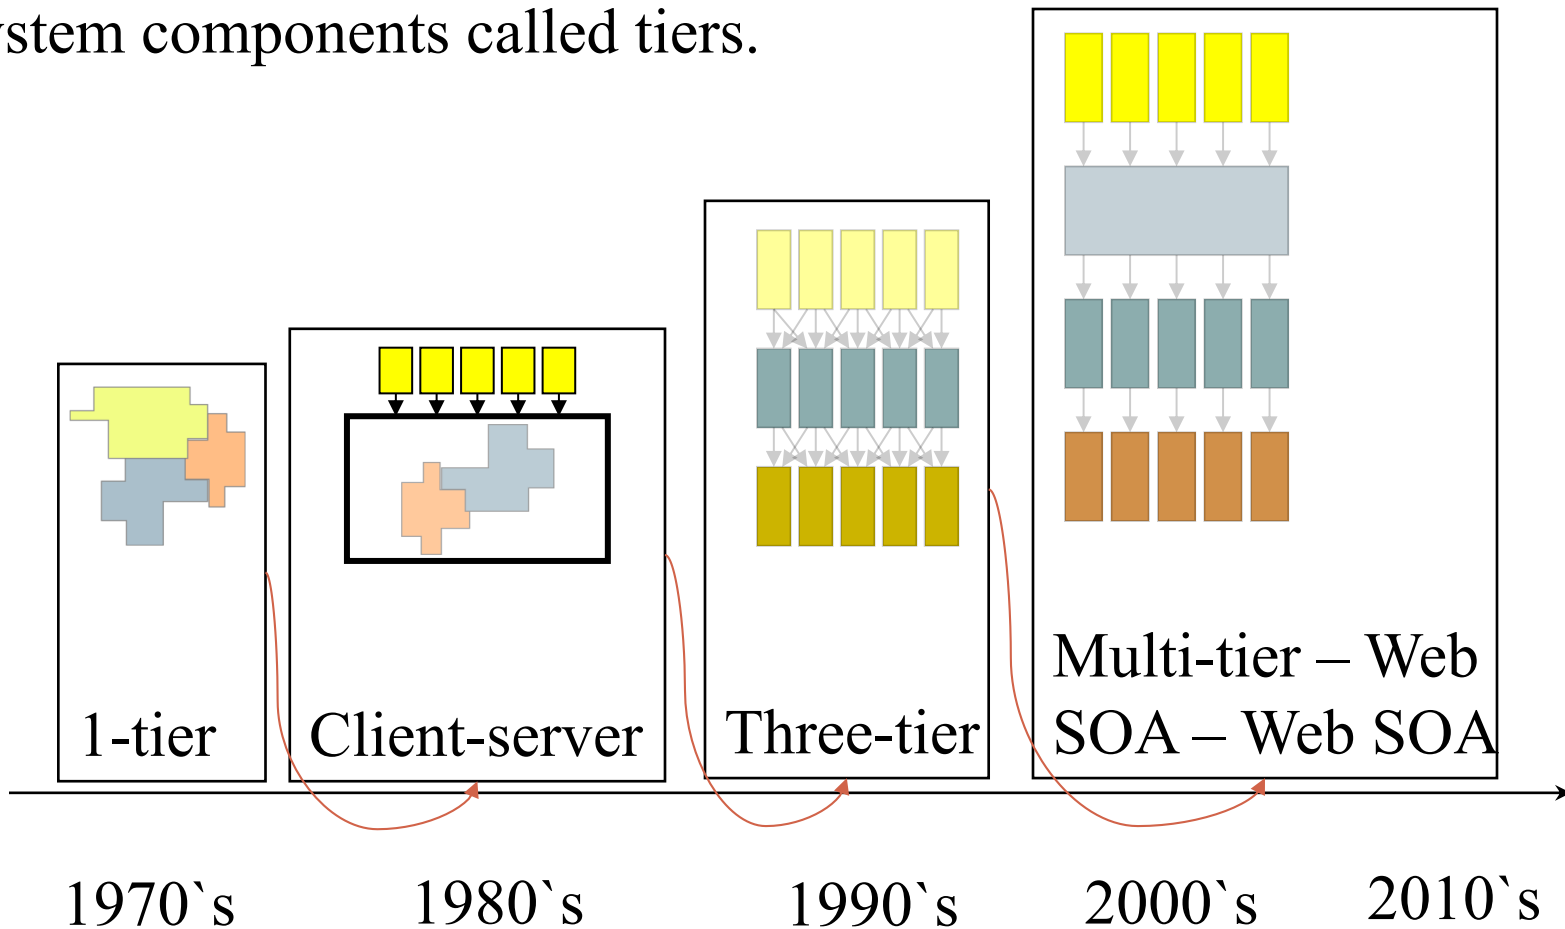 ystem components called tiers.
1-tier
Client-server
Three-tier
Multi-tier – Web
SOA – Web SOA
1970`s
1980`s
1990`s
2000`s
2010`s